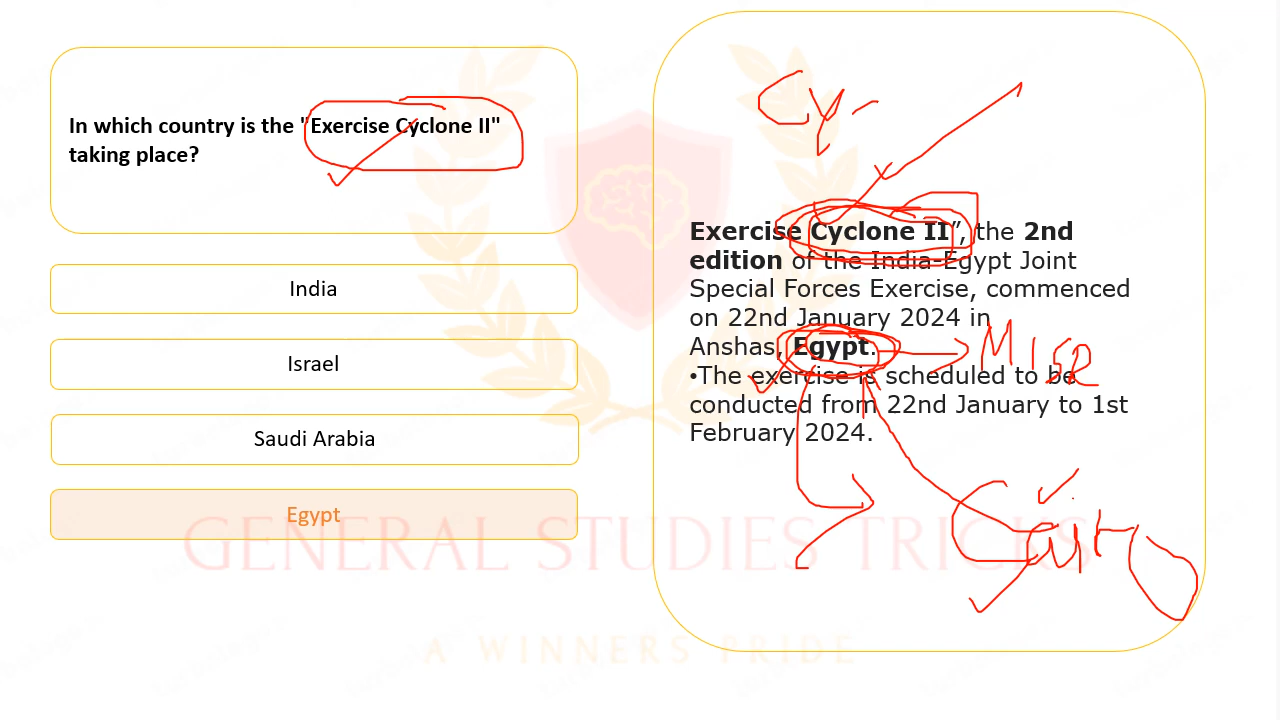 In which country is the "Exercise Cyclone II"
taking place?
India
Israel
Saudi Arabia
Egypt
Cy-
Exercise Cyclone II”, the 2nd
edition of the India-Egypt Joint
Special Forces Exercise, commenced
on 22nd January 2024 in
Anshas, Egypt.
MISR
•The exercise is scheduled to be
conducted from 22nd January to 1st
February 2024.
GENERAL STUDIES TRICKS
A WINNERS PRIDE